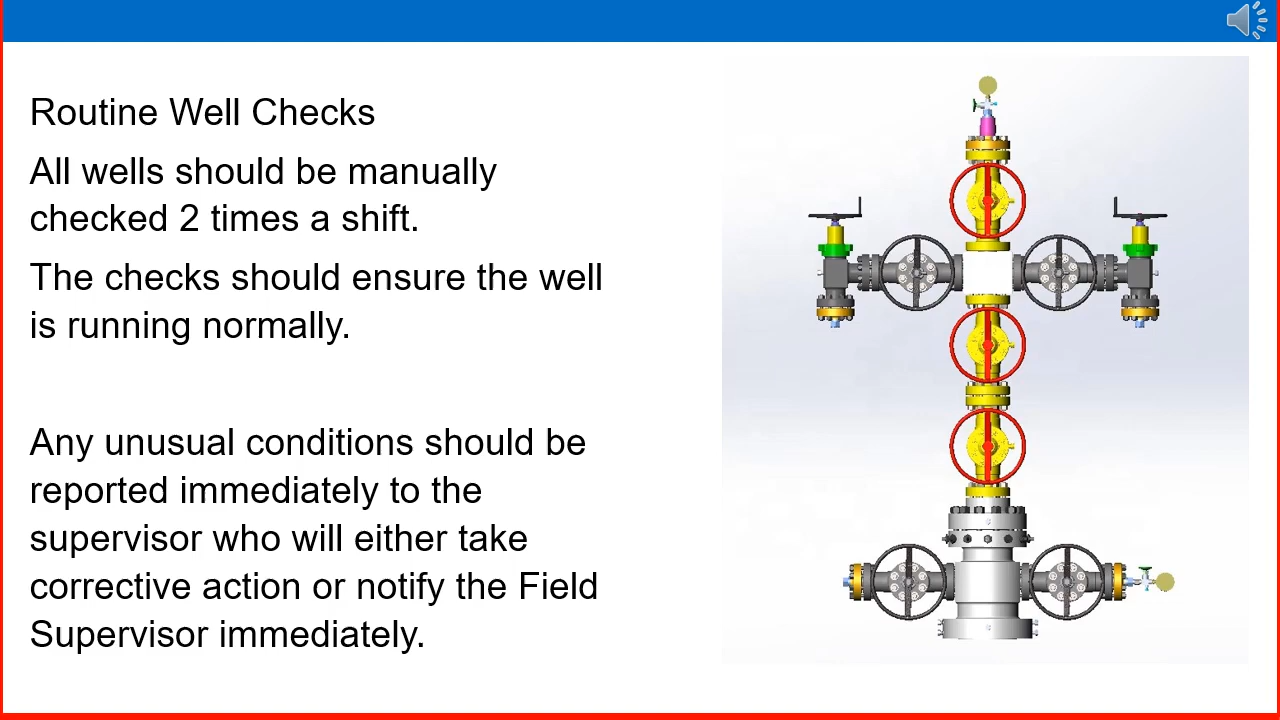 Routine Well Checks
All wells should be manually
checked 2 times a shift.
The checks should ensure the well
is running normally.
Any unusual conditions should be
reported immediately to the
supervisor who will either take
corrective action or notify the Field
Supervisor immediately.